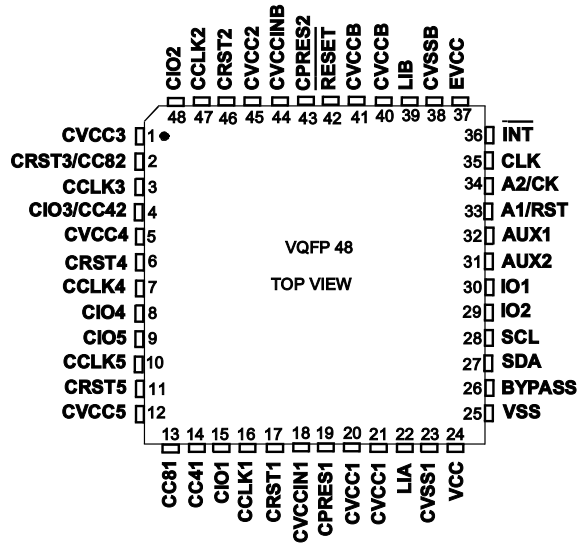 CIO2
CCLK2
CRST2
CVCC2
CVCCINB
CPRES2
RESET
CVCCB
CVCCB
LIB
CVSSB
EVCC
48 47 46 45 44 43 42 41 40 39 38 37
CVCC3 1
CRST3/CC82 2
CCLK3 3
CIO3/CC42 4
CVCC4 5
CRST4 6
CCLK4 7
CIO4 8
CIO5 9
CCLK5 10
CRST5 11
CVCC5 12
VQFP 48
TOP VIEW
36 INT
35 CLK
34 A2/CK
33 A1/RST
32 AUX1
31 AUX2
30 IO1
29 IO2
28 SCL
27 SDA
26 BYPASS
25 VSS
13 14 15 16 17 18 19 20 21 22 23 24
CC81
CC41
CIO1
CCLK1
CRST1
CVCCIN1
CPRES1
CVCC1
CVCC1
LIA
CVSS1
VCC